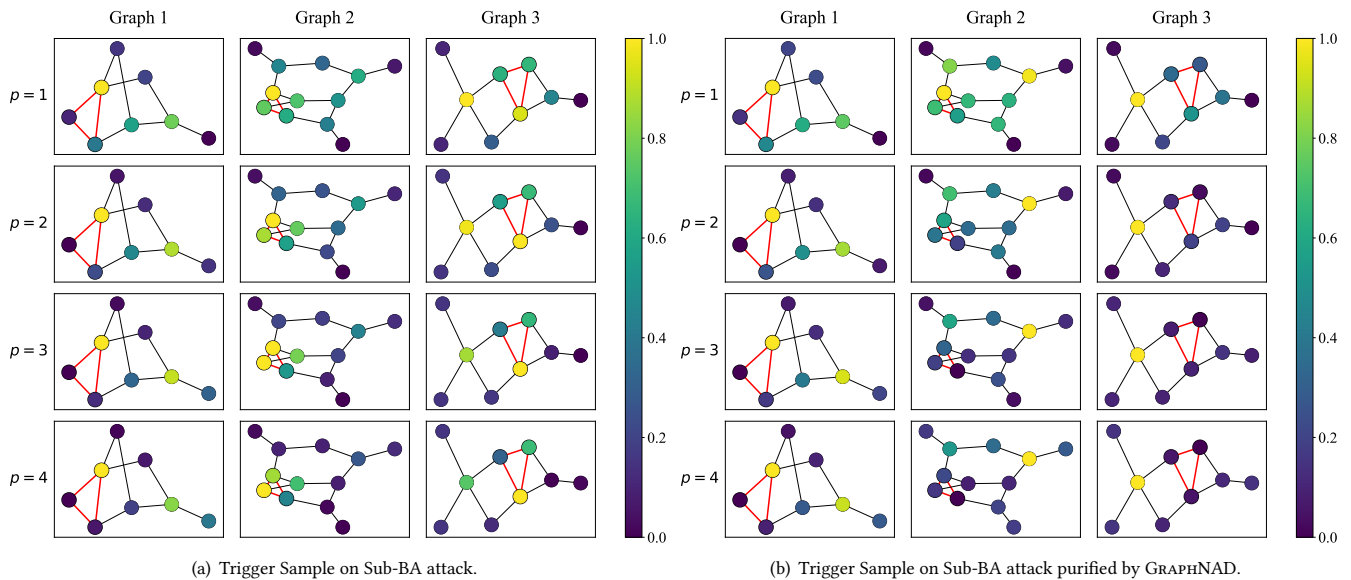 Graph 1 Graph 2 Graph 3
p = 1
p = 2
p = 3
p = 4
1.0
0.8
0.6
0.4
0.2
0.0
(a) Trigger Sample on Sub-BA attack.
Graph 1 Graph 2 Graph 3
p = 1
p = 2
p = 3
p = 4
1.0
0.8
0.6
0.4
0.2
0.0
(b) Trigger Sample on Sub-BA attack purified by GRAPHNAD.